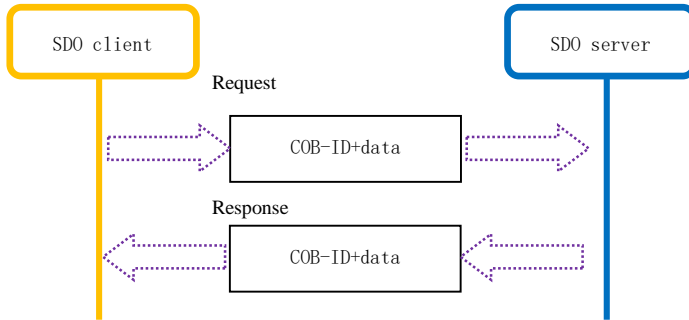 SDO client
SDO server
Request
COB-ID+data
Response
COB-ID+data